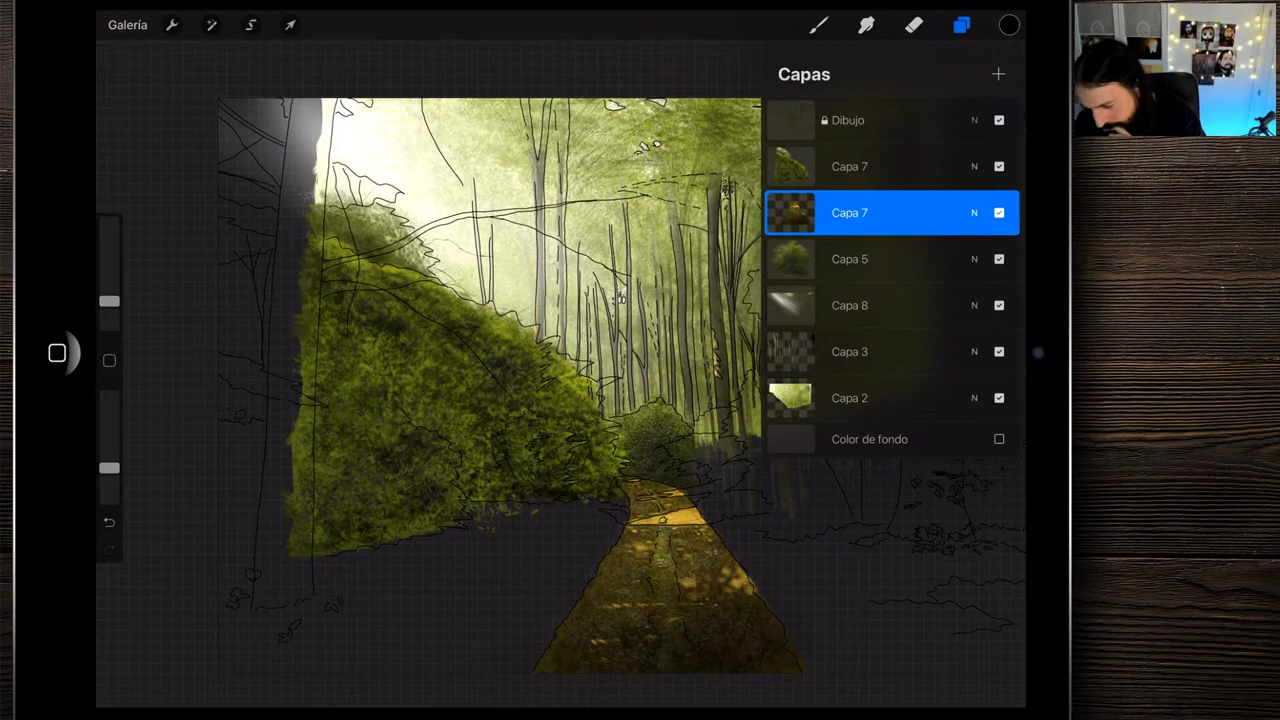 Galería
Capas
Dibujo N
Capa 7 N
Capa 7 N
Capa 5 N
Capa 8 N
Capa 3 N
Capa 2 N
Color de fondo